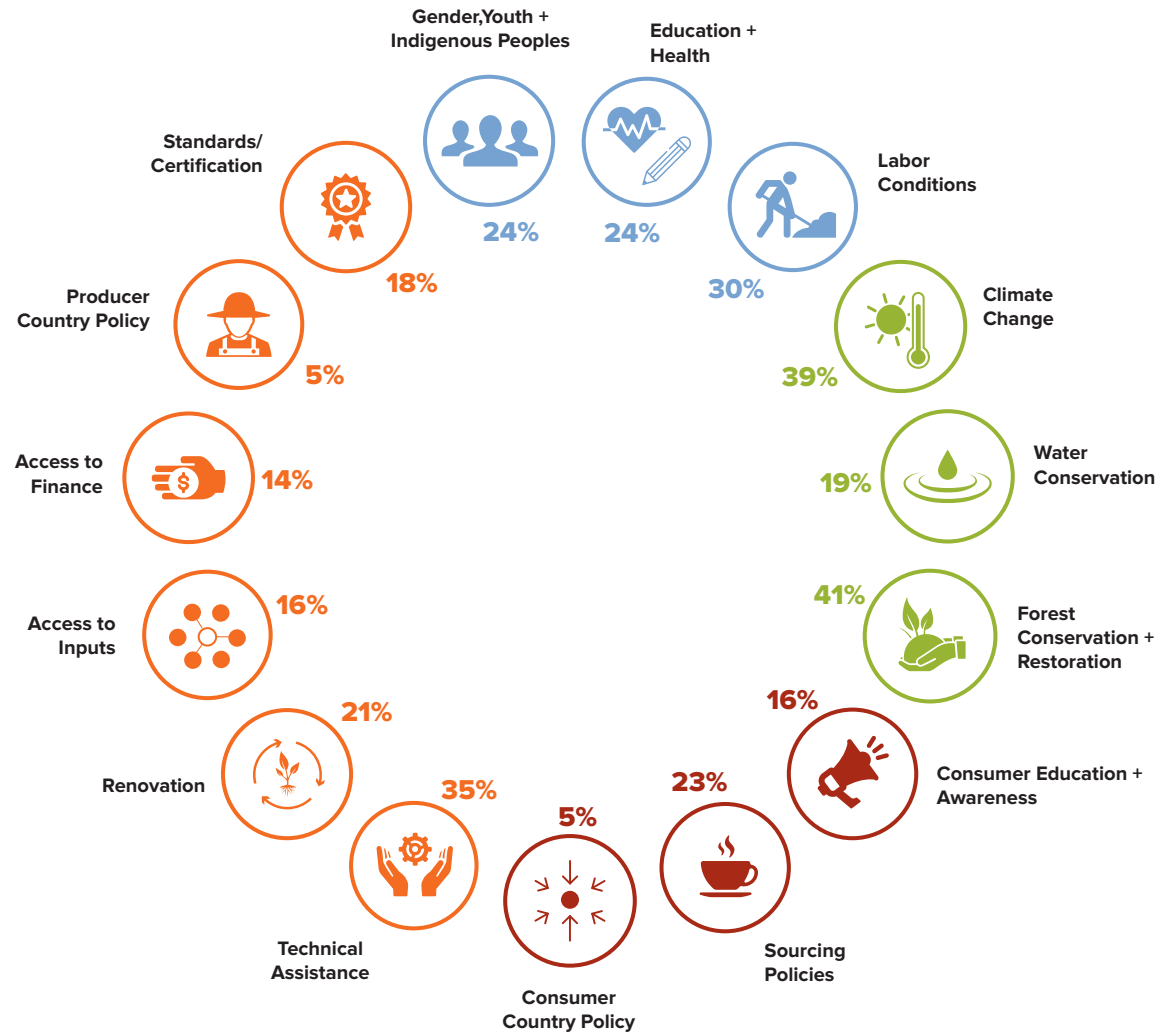 Gender,Youth +
Indigenous Peoples
24%
Education +
Health
24%
Labor
Conditions
30%
Climate
Change
39%
Water
Conservation
19%
Forest
Conservation +
Restoration
41%
Consumer Education +
Awareness
16%
Sourcing
Policies
23%
Consumer
Country Policy
5%
Technical
Assistance
35%
Renovation
21%
Access to
Inputs
16%
Access to
Finance
$
14%
Producer
Country Policy
5%
Standards/
Certification
18%